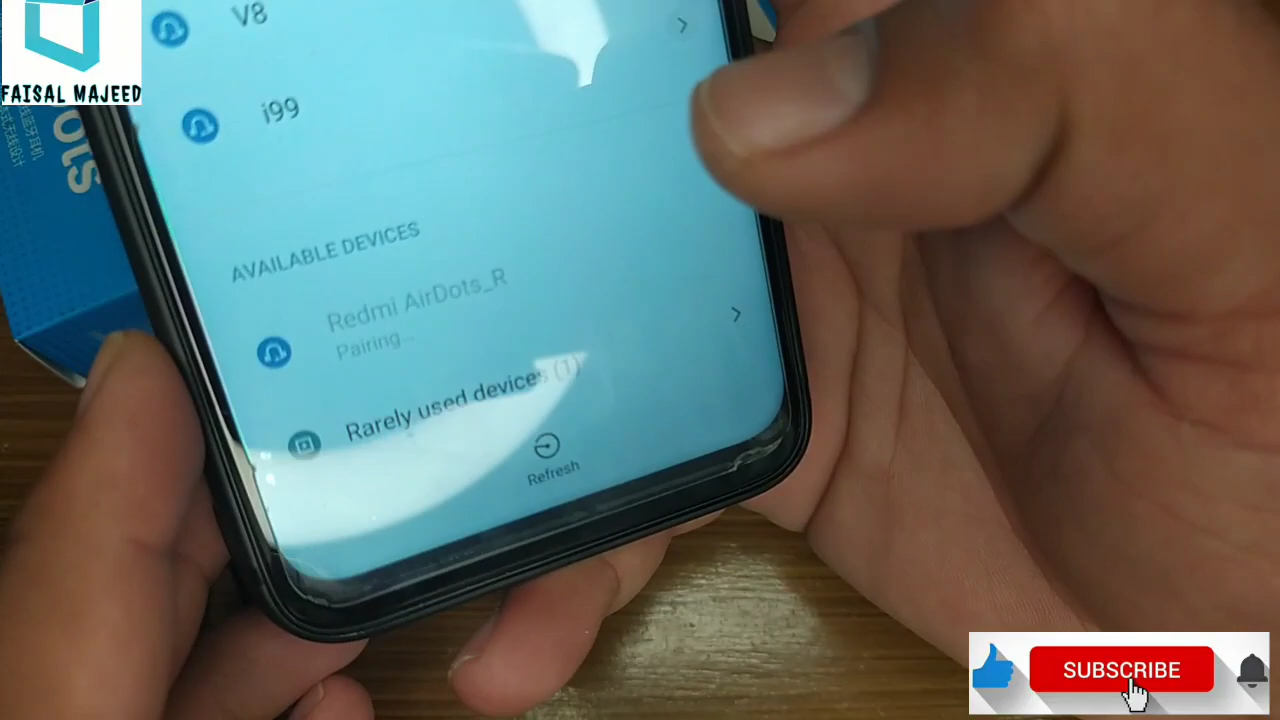 FAISAL MAJEED
V8
i99
AVAILABLE DEVICES
Redmi AirDots_R
Pairing...
Rarely used devices (1)
Refresh
SUBSCRIBE